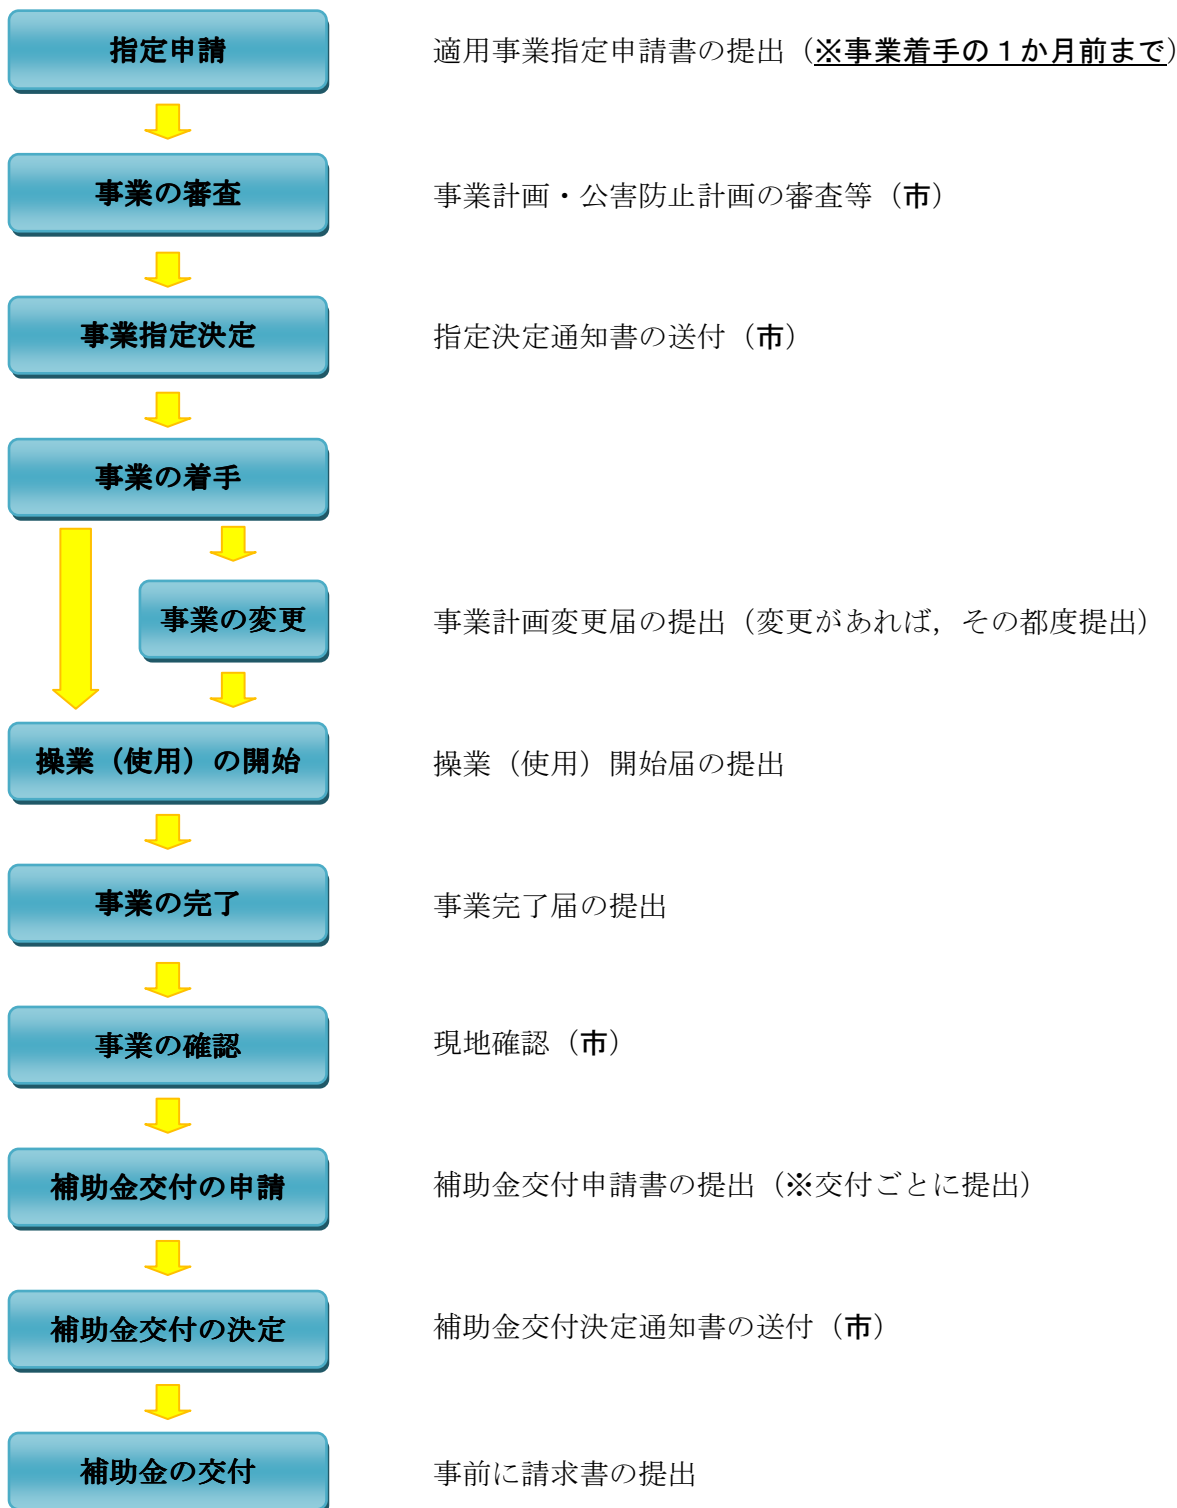 指定申請
適用事業指定申請書の提出（※事業着手の１か月前まで）
事業の審査
事業計画・公害防止計画の審査等（市）
事業指定決定
指定決定通知書の送付（市）
事業の着手
事業の変更
事業計画変更届の提出（変更があれば，その都度提出）
操業（使用）の開始
操業（使用）開始届の提出
事業の完了
事業完了届の提出
事業の確認
現地確認（市）
補助金交付の申請
補助金交付申請書の提出（※交付ごとに提出）
補助金交付の決定
補助金交付決定通知書の送付（市）
補助金の交付
事前に請求書の提出